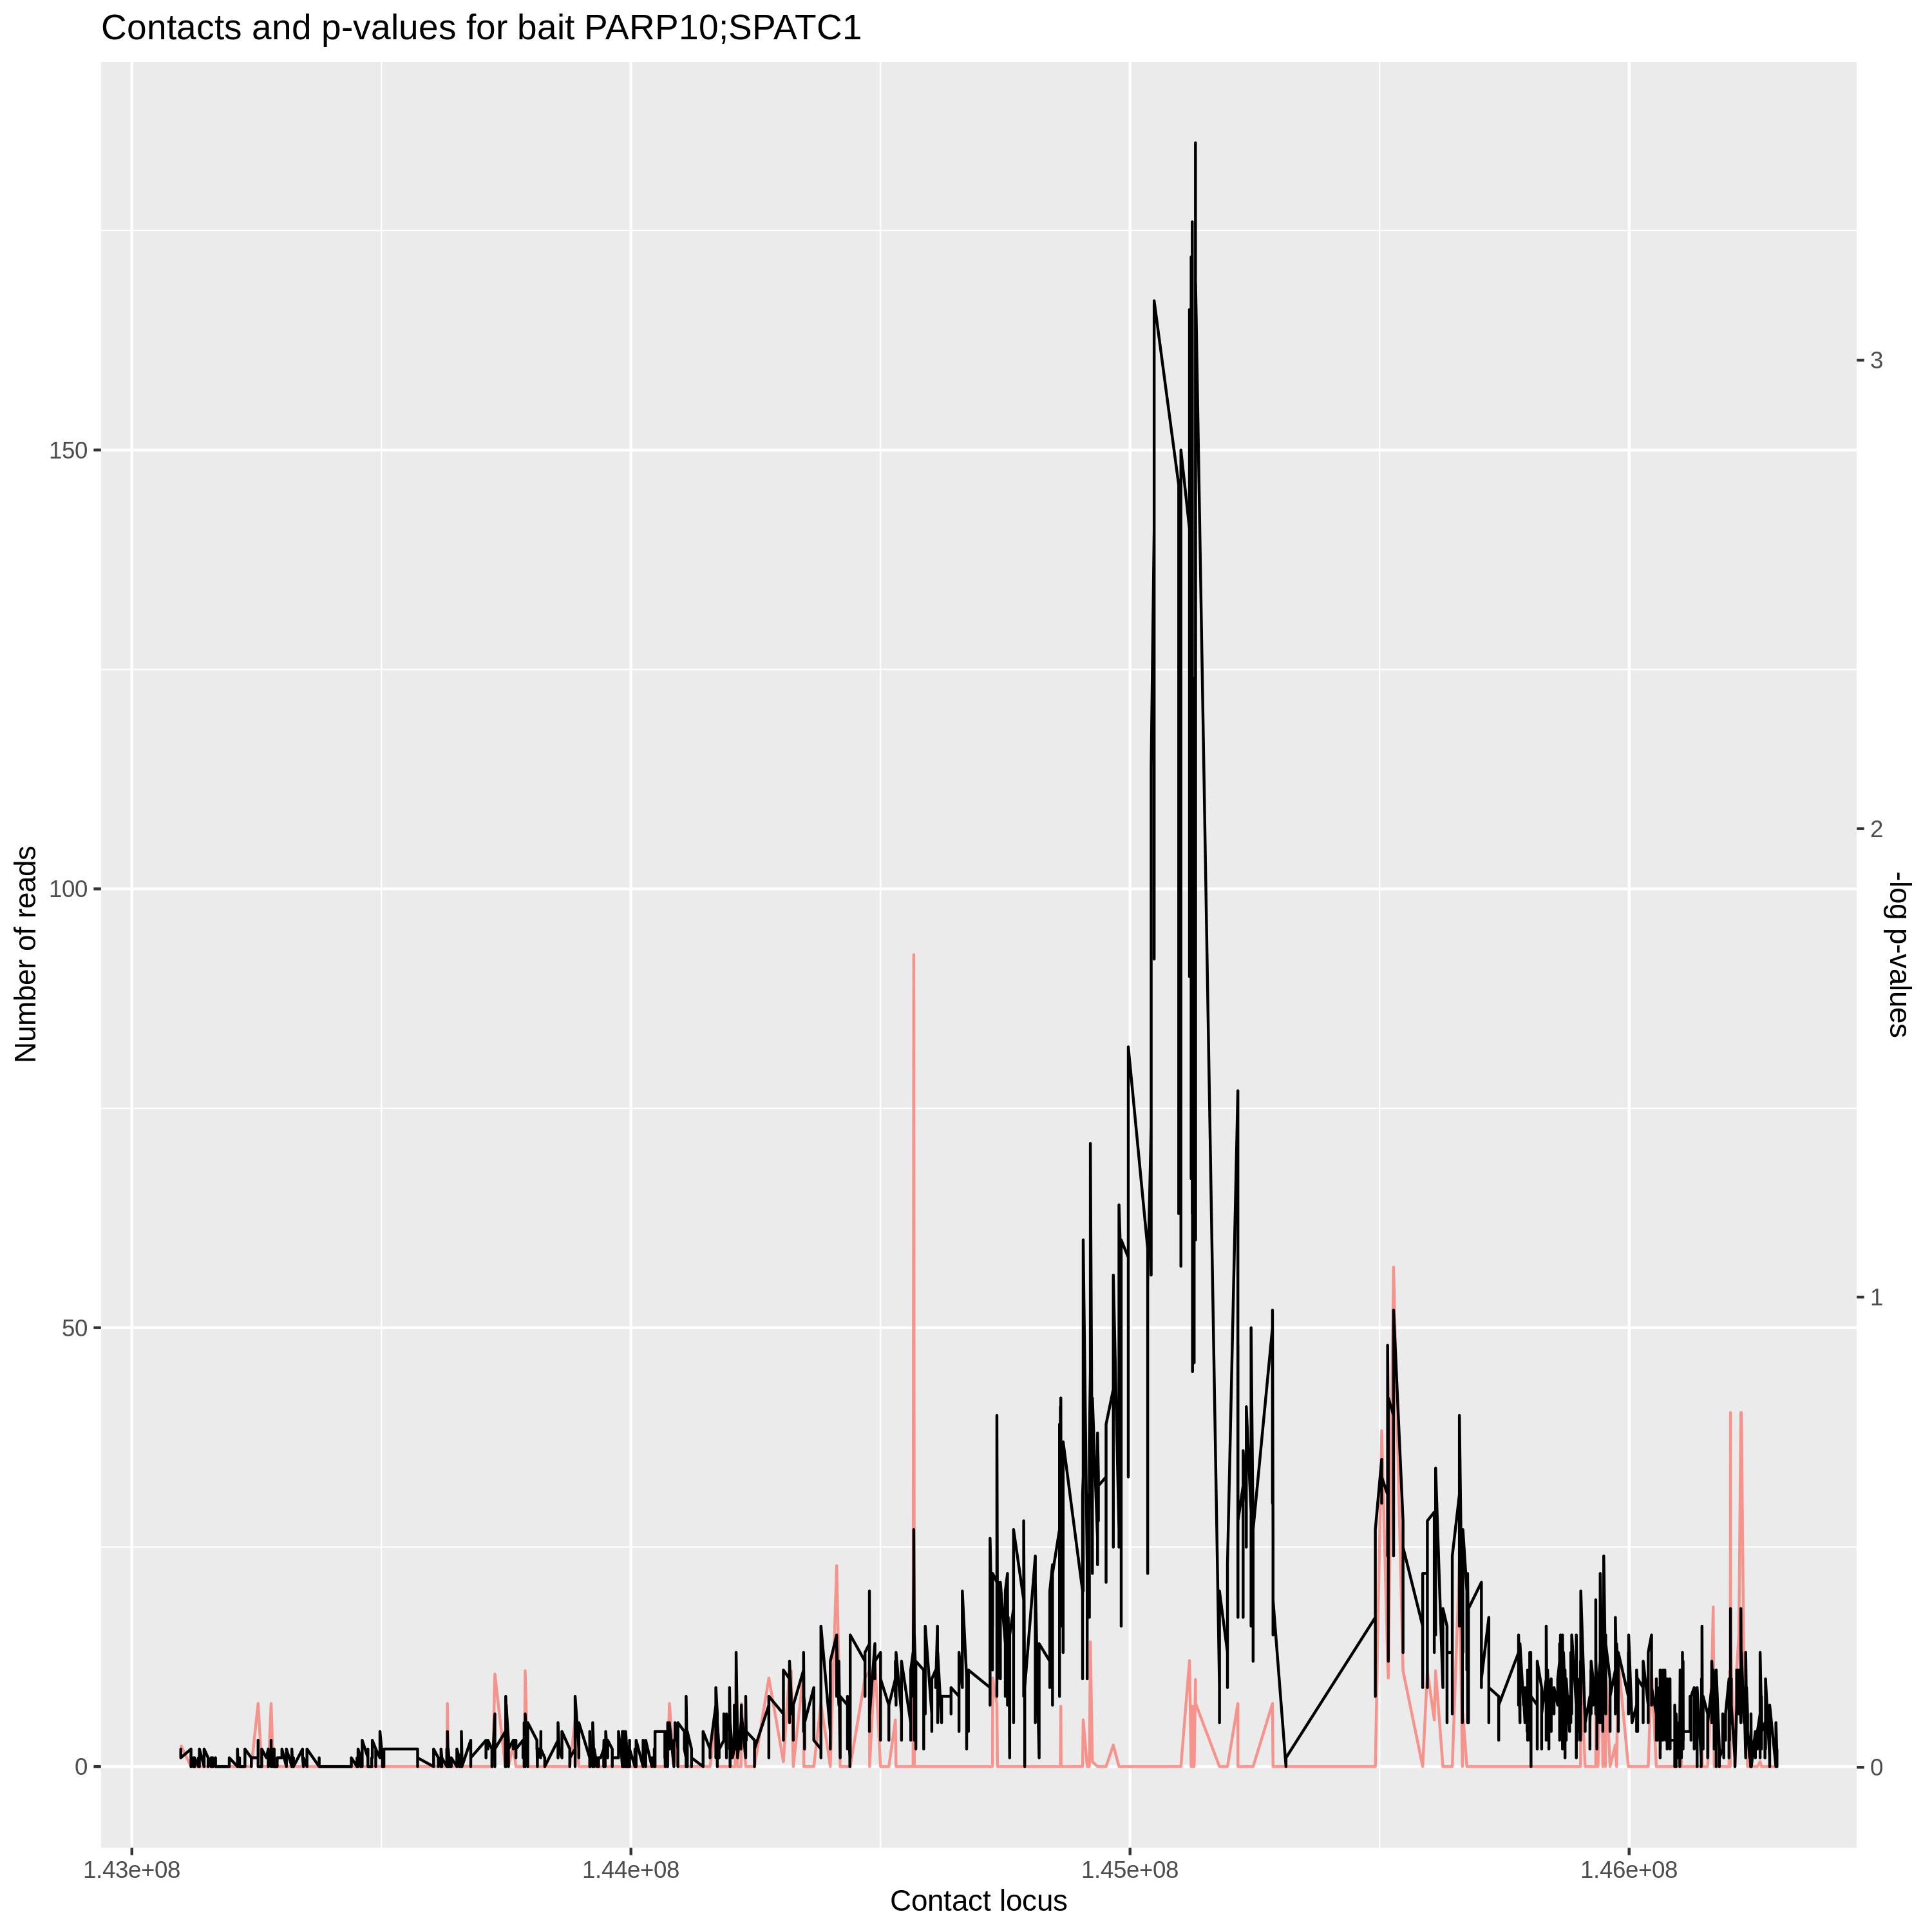 Contacts and p-values for bait PARP10;SPATC1
Number of reads
150
100
50
0
3
2
1
0
-log p-values
1.43e+08
1.44e+08
1.45e+08
1.46e+08
Contact locus